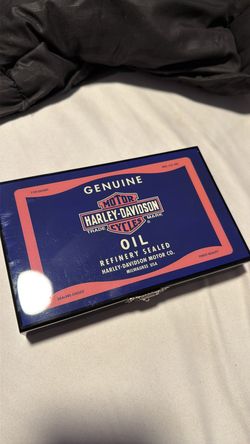 GENUINE
MOTOR
HARLEY-DAVIDSON
TRADE MARK
CYCLES
®
OIL
REFINERY SEALED
HARLEY-DAVIDSON MOTOR CO.
MILWAUKEE USA